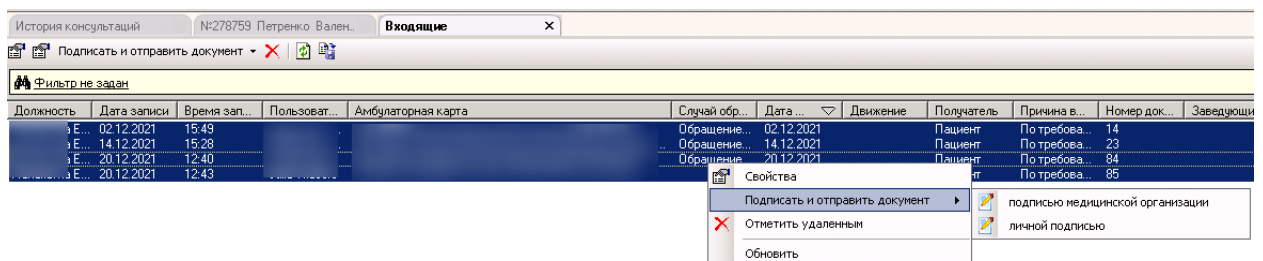 История консультаций №278759 Петренко Вален.. Входящие
Подписать и отправить документ
Фильтр не задан
Должность Дата записи Время зап... Пользоват... Амбулаторная карта Случай обр... Дата ... Движение Получатель Причина в... Номер док... Заведующи
Е... 02.12.2021 15:49 Обращение... 02.12.2021 Пациент По требова... 14
а Е... 14.12.2021 15:28 Обращение... 14.12.2021 Пациент По требова... 23
а Е... 20.12.2021 12:40 Обращение 20.12.2021 Пациент По требова... 84
Е... 20.12.2021 12:43 По требова... 85
Свойства
Подписать и отправить документ
подписью медицинской организации
Отметить удаленным
личной подписью
Обновить